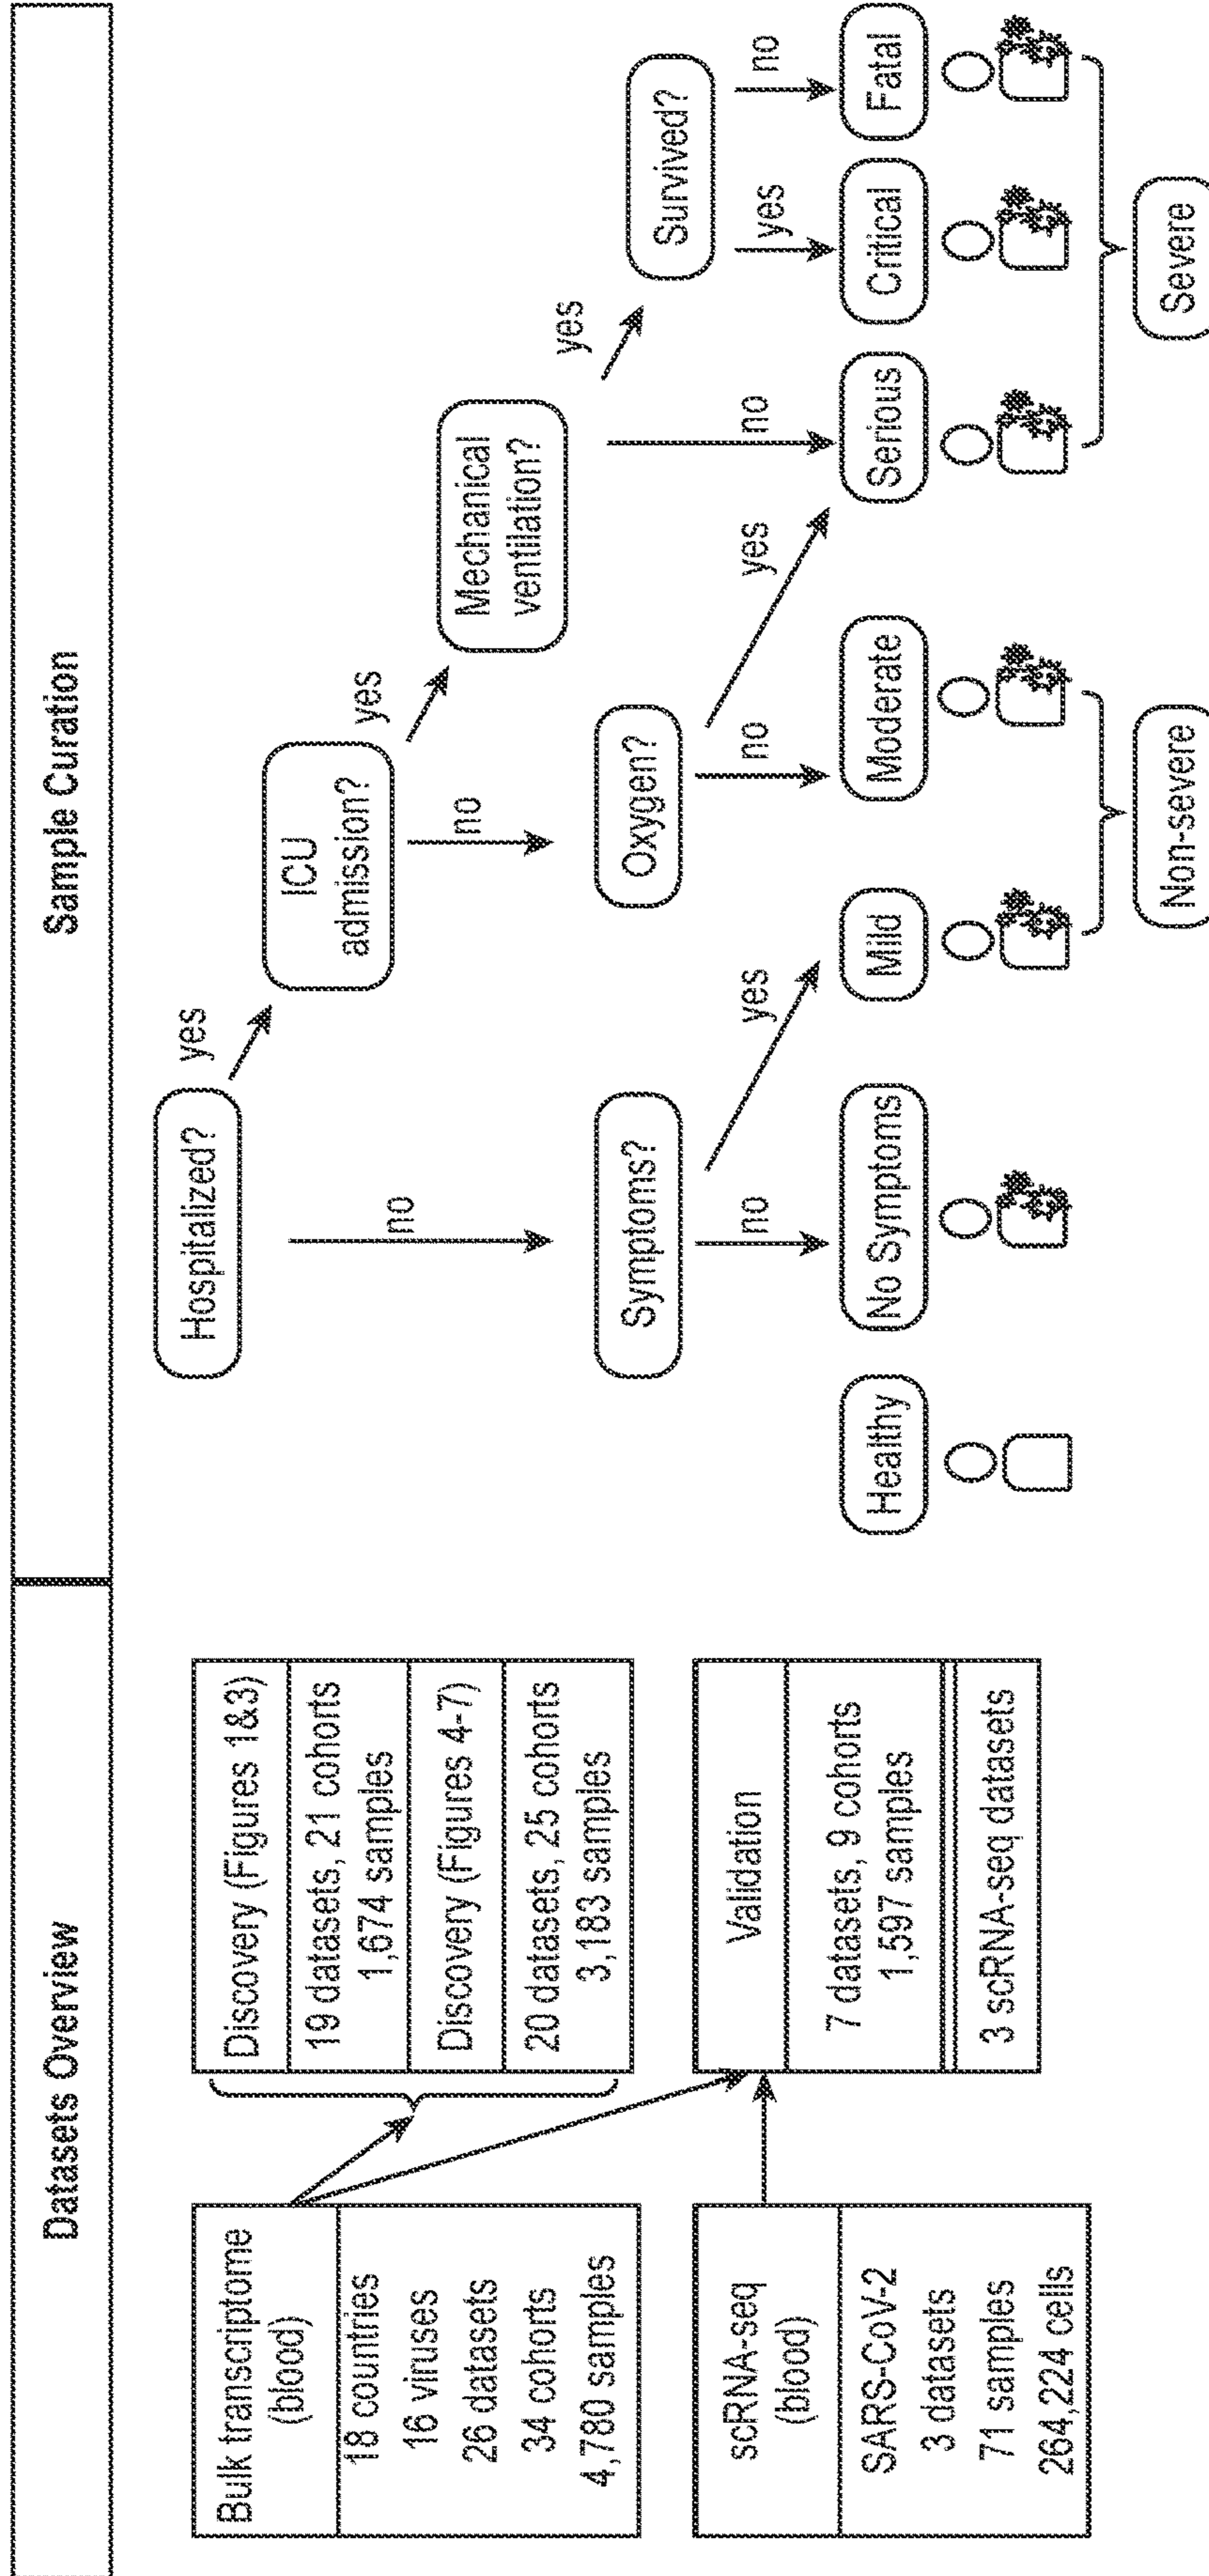 Datasets Overview
Bulk transcriptome
(blood)
18 countries
16 viruses
26 datasets
34 cohorts
4,780 samples
scRNA-seq
(blood)
SARS-CoV-2
3 datasets
71 samples
264,224 cells
Discovery (Figures 1&3)
19 datasets, 21 cohorts
1,674 samples
Discovery (Figures 4-7)
20 datasets, 25 cohorts
3,183 samples
Validation
7 datasets, 9 cohorts
1,597 samples
3 scRNA-seq datasets
Sample Curation
Hospitalized?
yes
no
ICU
admission?
yes
no
Mechanical
ventilation?
yes
no
Survived?
yes
no
Symptoms?
no
yes
Oxygen?
no
yes
Healthy
No Symptoms
Mild
Moderate
Serious
Critical
Fatal
Non-severe
Severe